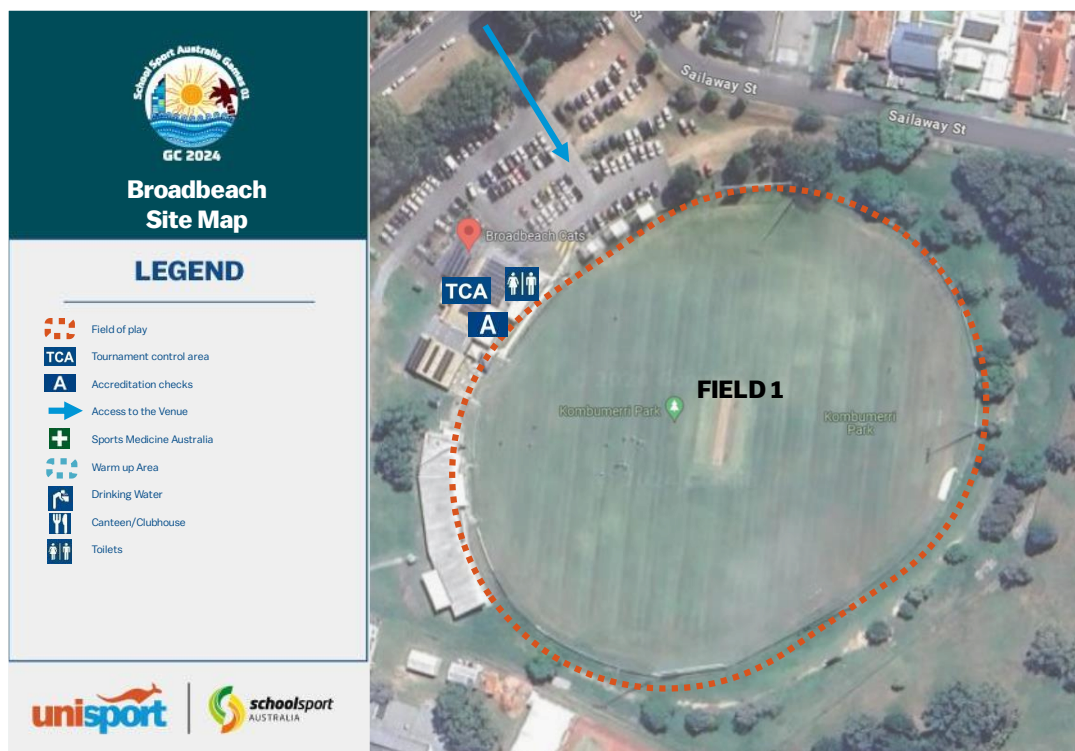 School Sport Australia Games 01
GC 2024
Broadbeach
Site Map
LEGEND
Field of play
TCA
Tournament control area
A
Accreditation checks
Access to the Venue
Sports Medicine Australia
Warm up Area
Drinking Water
Canteen/Clubhouse
Toilets
unisport
schoolsport
AUSTRALIA
Sailaway St
Sailaway St
Broadbeach Cats
TCA
A
FIELD 1
Kombumerri Park
Kombumerri
Park